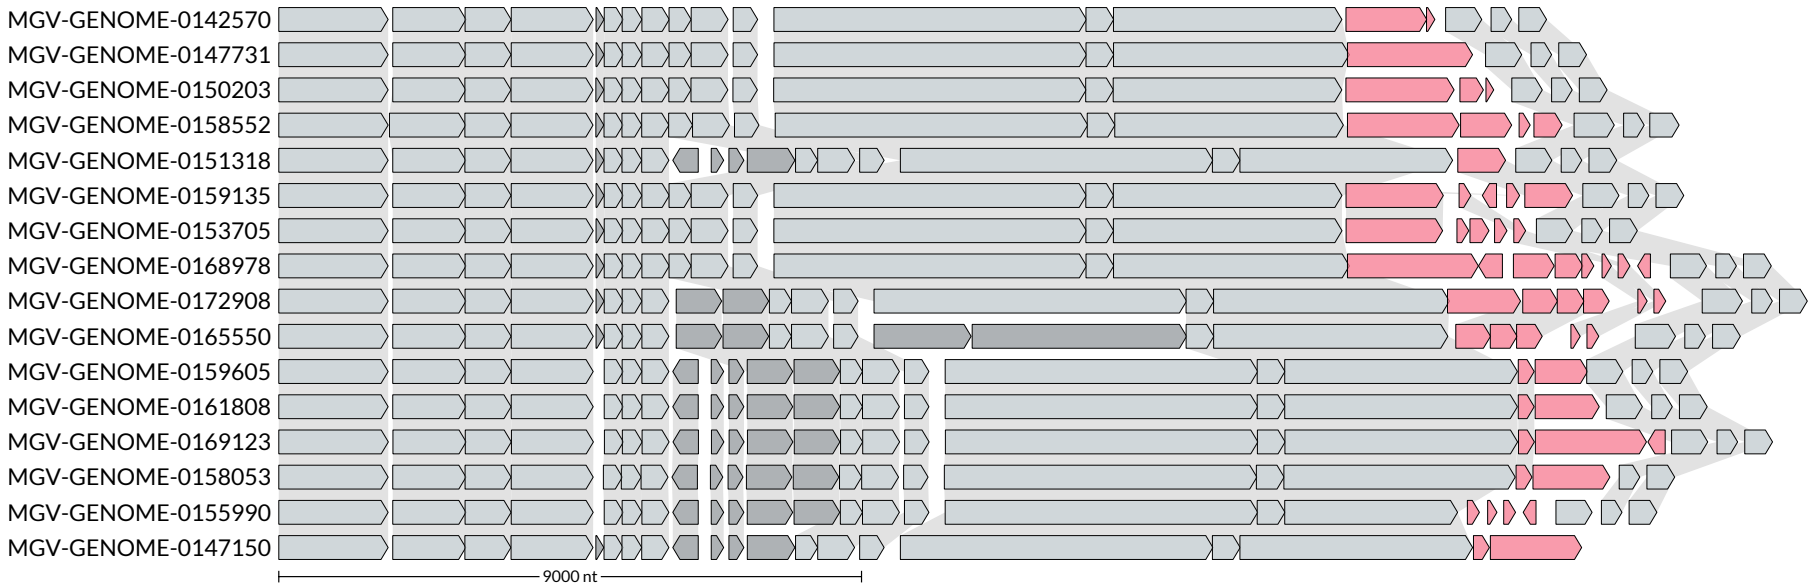 MGV-GENOME-0142570
MGV-GENOME-0147731
MGV-GENOME-0150203
MGV-GENOME-0158552
MGV-GENOME-0151318
MGV-GENOME-0159135
MGV-GENOME-0153705
MGV-GENOME-0168978
MGV-GENOME-0172908
MGV-GENOME-0165550
MGV-GENOME-0159605
MGV-GENOME-0161808
MGV-GENOME-0169123
MGV-GENOME-0158053
MGV-GENOME-0155990
MGV-GENOME-0147150
9000 nt